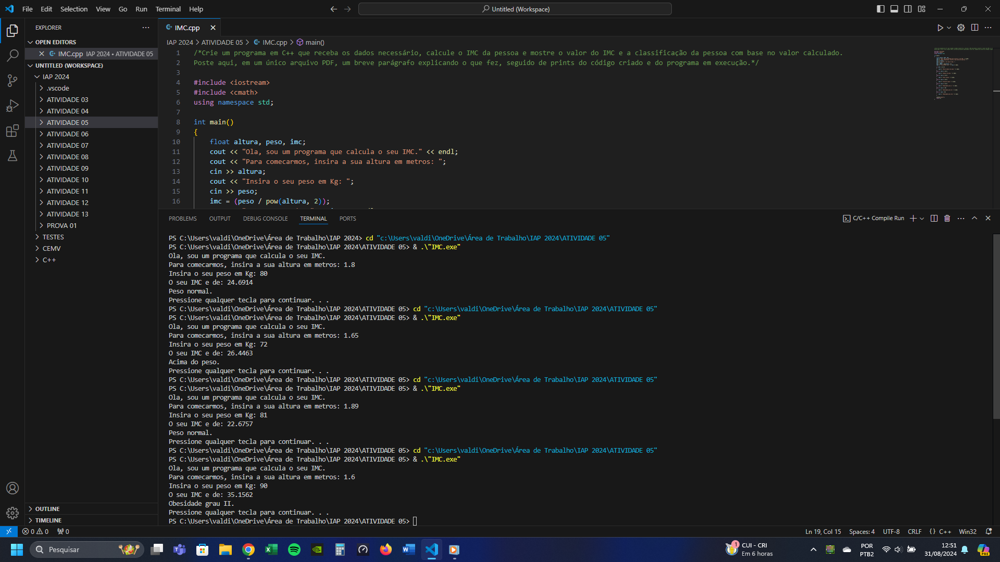 File Edit Selection View Go Run Terminal Help
Untitled (Workspace)
EXPLORER
OPEN EDITORS
IMC.cpp IAP 2024 • ATIVIDADE 05
UNTITLED (WORKSPACE)
IAP 2024
.vscode
ATIVIDADE 03
ATIVIDADE 04
ATIVIDADE 05
ATIVIDADE 06
ATIVIDADE 07
ATIVIDADE 08
ATIVIDADE 09
ATIVIDADE 10
ATIVIDADE 11
ATIVIDADE 12
ATIVIDADE 13
PROVA 01
TESTES
CEMV
C++
OUTLINE
TIMELINE
IMC.cpp
IAP 2024 > ATIVIDADE 05 > IMC.cpp > main()
1 /*Crie um programa em C++ que receba os dados necessário, calcule o IMC da pessoa e mostre o valor do IMC e a classificação da pessoa com base no valor calculado.
2 Poste aqui, em um único arquivo PDF, um breve parágrafo explicando o que fez, seguido de prints do código criado e do programa em execução.*/
3
4 #include <iostream>
5 #include <cmath>
6 using namespace std;
7
8 int main()
9 {
10 float altura, peso, imc;
11 cout << "Ola, sou um programa que calcula o seu IMC." << endl;
12 cout << "Para comecarmos, insira a sua altura em metros: ";
13 cin >> altura;
14 cout << "Insira o seu peso em Kg: ";
15 cin >> peso;
16 imc = (peso / pow(altura, 2));
PROBLEMS OUTPUT DEBUG CONSOLE TERMINAL PORTS
C/C++ Compile Run
PS C:\Users\valdi\OneDrive\Área de Trabalho\IAP 2024> cd "c:\Users\valdi\OneDrive\Área de Trabalho\IAP 2024\ATIVIDADE 05"
PS C:\Users\valdi\OneDrive\Área de Trabalho\IAP 2024\ATIVIDADE 05> & .\"IMC.exe"
Ola, sou um programa que calcula o seu IMC.
Para comecarmos, insira a sua altura em metros: 1.8
Insira o seu peso em Kg: 80
O seu IMC e de: 24.6914
Peso normal.
Pressione qualquer tecla para continuar. . .
PS C:\Users\valdi\OneDrive\Área de Trabalho\IAP 2024\ATIVIDADE 05> cd "c:\Users\valdi\OneDrive\Área de Trabalho\IAP 2024\ATIVIDADE 05"
PS C:\Users\valdi\OneDrive\Área de Trabalho\IAP 2024\ATIVIDADE 05> & .\"IMC.exe"
Ola, sou um programa que calcula o seu IMC.
Para comecarmos, insira a sua altura em metros: 1.65
Insira o seu peso em Kg: 72
O seu IMC e de: 26.4463
Acima do peso.
Pressione qualquer tecla para continuar. . .
PS C:\Users\valdi\OneDrive\Área de Trabalho\IAP 2024\ATIVIDADE 05> cd "c:\Users\valdi\OneDrive\Área de Trabalho\IAP 2024\ATIVIDADE 05"
PS C:\Users\valdi\OneDrive\Área de Trabalho\IAP 2024\ATIVIDADE 05> & .\"IMC.exe"
Ola, sou um programa que calcula o seu IMC.
Para comecarmos, insira a sua altura em metros: 1.89
Insira o seu peso em Kg: 81
O seu IMC e de: 22.6757
Peso normal.
Pressione qualquer tecla para continuar. . .
PS C:\Users\valdi\OneDrive\Área de Trabalho\IAP 2024\ATIVIDADE 05> cd "c:\Users\valdi\OneDrive\Área de Trabalho\IAP 2024\ATIVIDADE 05"
PS C:\Users\valdi\OneDrive\Área de Trabalho\IAP 2024\ATIVIDADE 05> & .\"IMC.exe"
Ola, sou um programa que calcula o seu IMC.
Para comecarmos, insira a sua altura em metros: 1.6
Insira o seu peso em Kg: 90
O seu IMC e de: 35.1562
Obesidade grau II.
Pressione qualquer tecla para continuar. . .
PS C:\Users\valdi\OneDrive\Área de Trabalho\IAP 2024\ATIVIDADE 05>
0 0 0
Ln 19, Col 15 Spaces: 4 UTF-8 CRLF {} C++ Win32
Pesquisar
1
CUI - CRI
Em 6 horas
POR
PTB2
12:51
31/08/2024
PRE